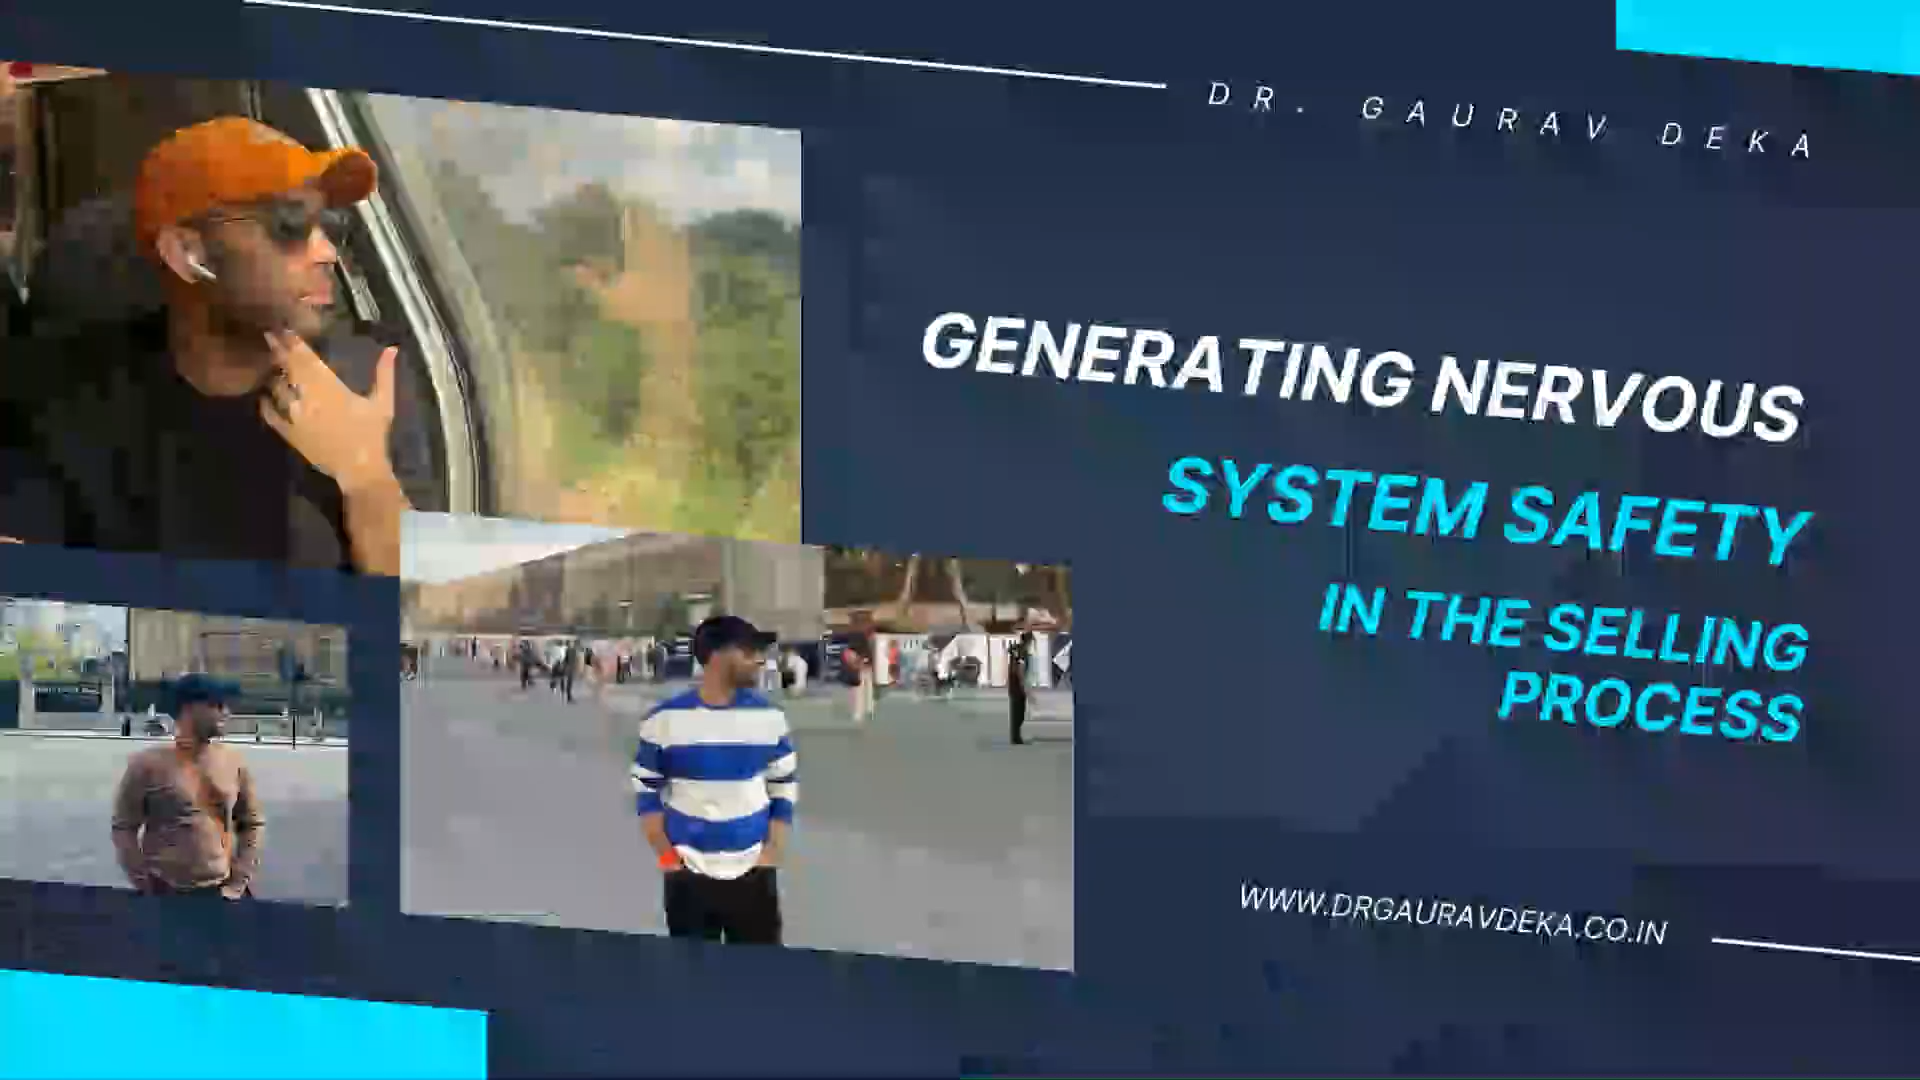 DR. GAURAV DEKA
GENERATING NERVOUS
SYSTEM SAFETY
IN THE SELLING
PROCESS
WWW.DRGAURAVDEKA.CO.IN